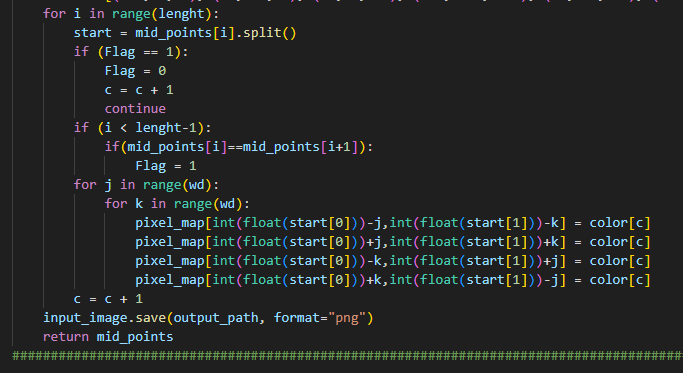 for i in range(lenght):
start = mid_points[i].split()
if (Flag == 1):
Flag = 0
c = c + 1
continue
if (i < lenght-1):
if(mid_points[i]==mid_points[i+1]):
Flag = 1
for j in range(wd):
for k in range(wd):
pixel_map[int(float(start[0]))-j,int(float(start[1]))-k] = color[c]
pixel_map[int(float(start[0]))+j,int(float(start[1]))+k] = color[c]
pixel_map[int(float(start[0]))-k,int(float(start[1]))+j] = color[c]
pixel_map[int(float(start[0]))+k,int(float(start[1]))-j] = color[c]
c = c + 1
input_image.save(output_path, format="png")
return mid_points
########################################################################################